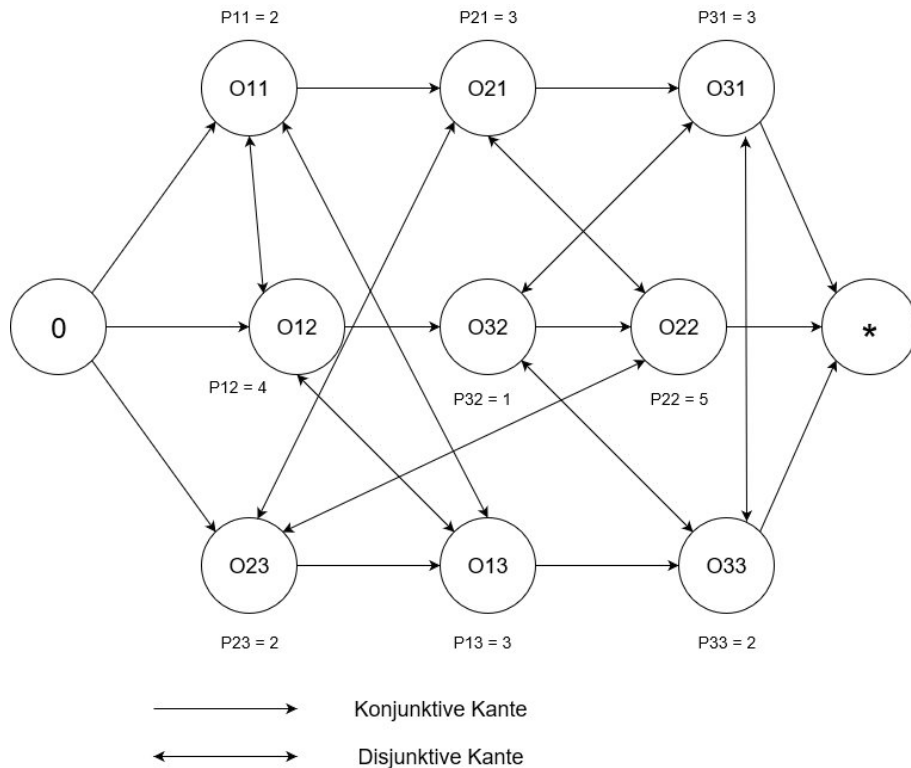 P11 = 2
P21 = 3
P31 = 3
O11
O21
O31
0
O12
O32
O22
*
P12 = 4
P32 = 1
P22 = 5
O23
O13
O33
P23 = 2
P13 = 3
P33 = 2
Konjunktive Kante
Disjunktive Kante